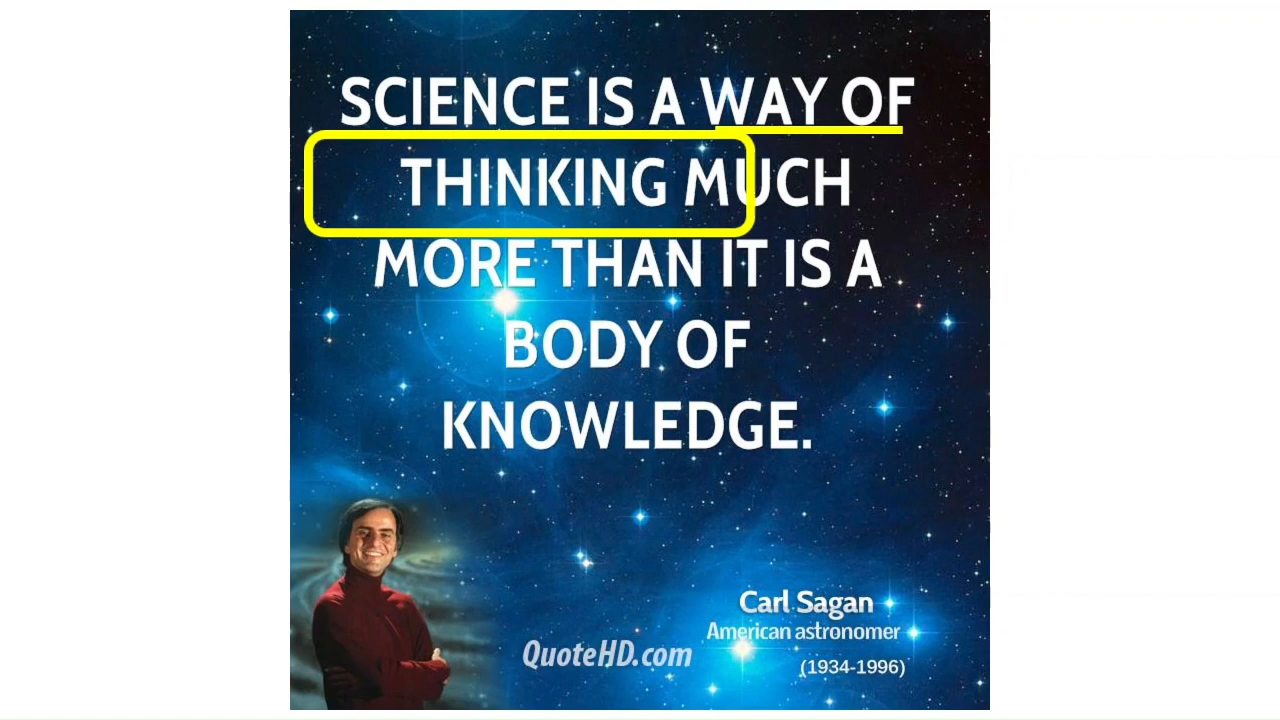 SCIENCE IS A WAY OF
THINKING MUCH
MORE THAN IT IS A
BODY OF
KNOWLEDGE.
Carl Sagan
American astronomer
(1934-1996)
QuoteHD.com